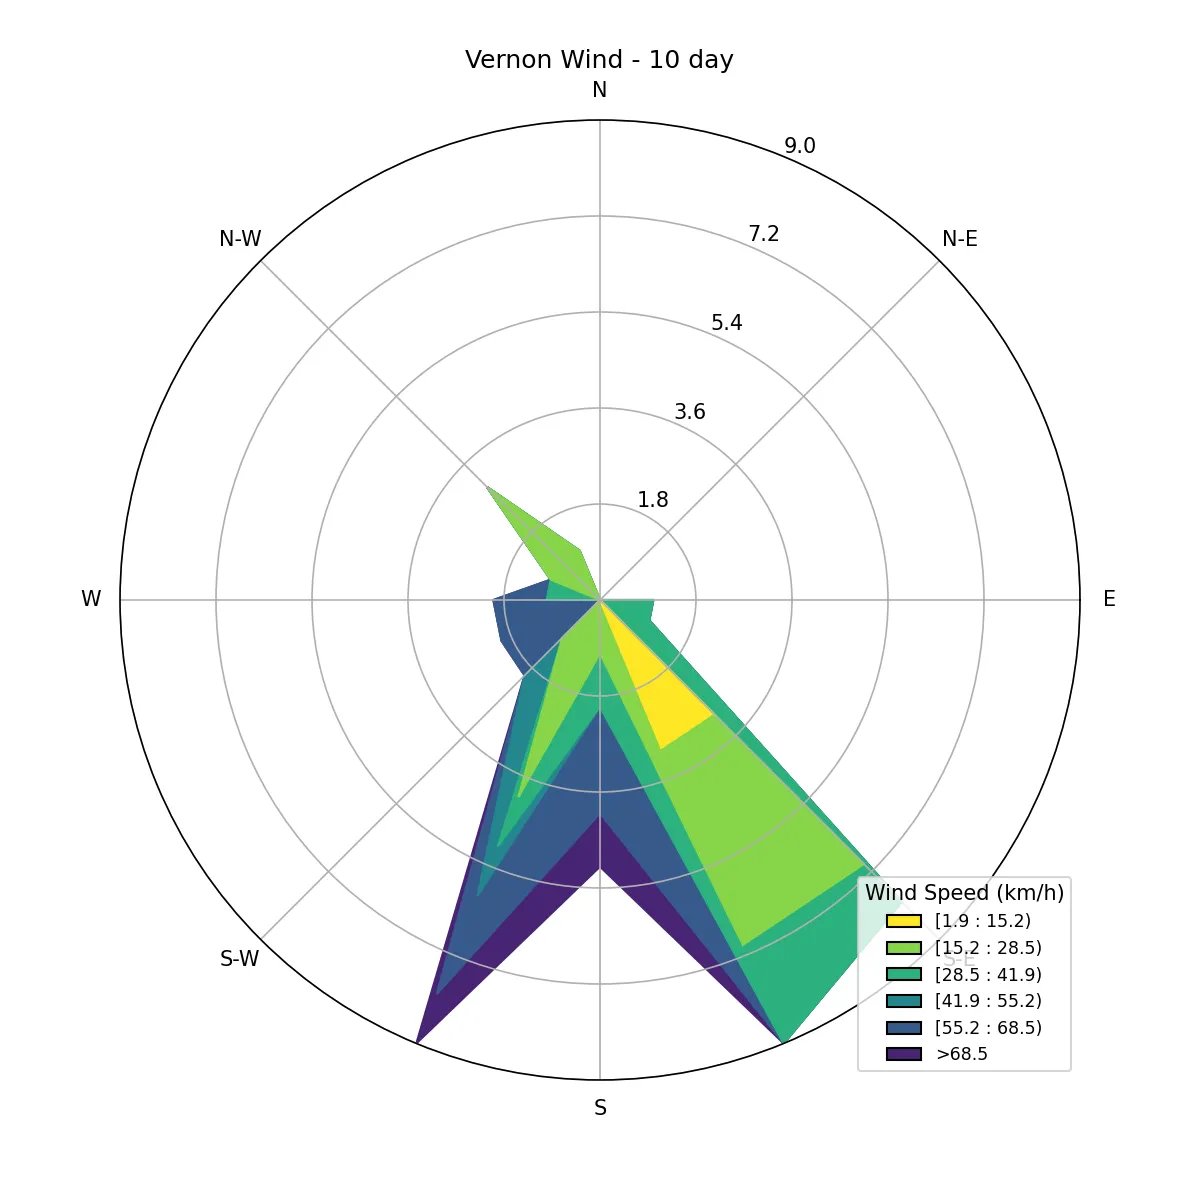 Vernon Wind - 10 day
N
9.0
N-W
7.2
N-E
5.4
3.6
1.8
W
E
Wind Speed (km/h)
[1.9 : 15.2)
[15.2 : 28.5)
S-W
S-E
[28.5 : 41.9)
[41.9 : 55.2)
[55.2 : 68.5)
>68.5
S